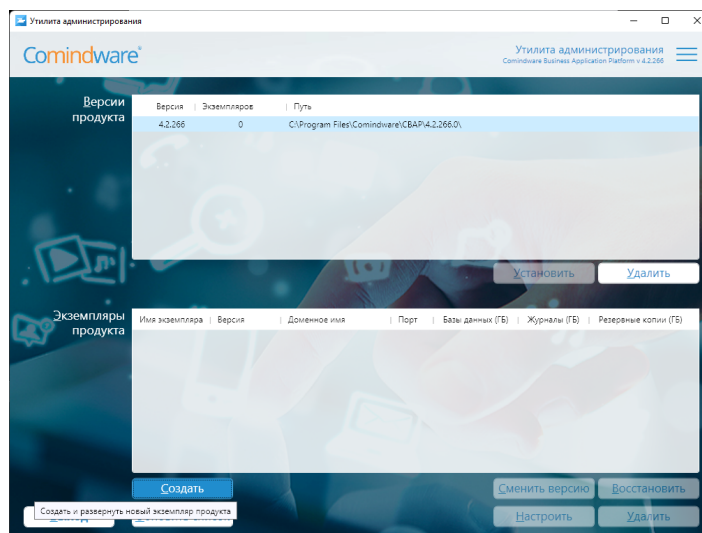 Утилита администрирования
Comindware®
Утилита администрирования
Comindware Business Application Platform v 4.2.266
Версии продукта
Версия Экземпляров Путь
4.2.266 0 C:\Program Files\Comindware\CBAP\4.2.266.0\
Установить Удалить
Экземпляры продукта
Имя экземпляра Версия Доменное имя Порт Базы данных (ГБ) Журналы (ГБ) Резервные копии (ГБ)
Создать Сменить версию Восстановить
Создать и развернуть новый экземпляр продукта
Настроить Удалить